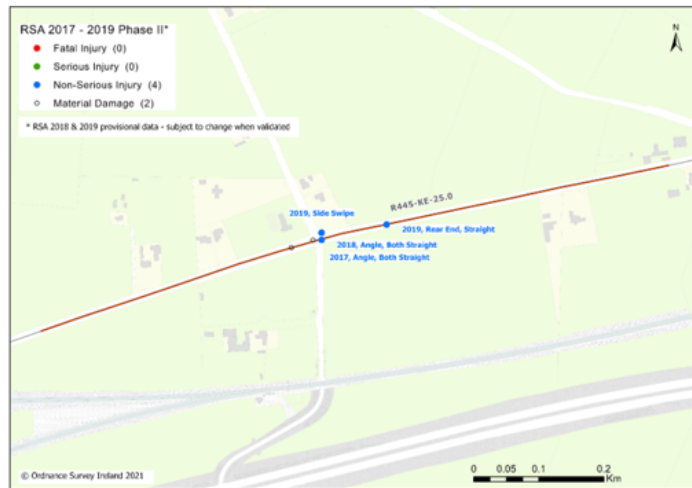 RSA 2017 - 2019 Phase II*
Fatal Injury (0)
Serious Injury (0)
Non-Serious Injury (4)
Material Damage (2)
* RSA 2018 & 2019 provisional data - subject to change when validated
N
R445-KE-25.0
2019, Side Swipe
2019, Rear End, Straight
2018, Angle, Both Straight
2017, Angle, Both Straight
© Ordnance Survey Ireland 2021
0 0.05 0.1 0.2
Km